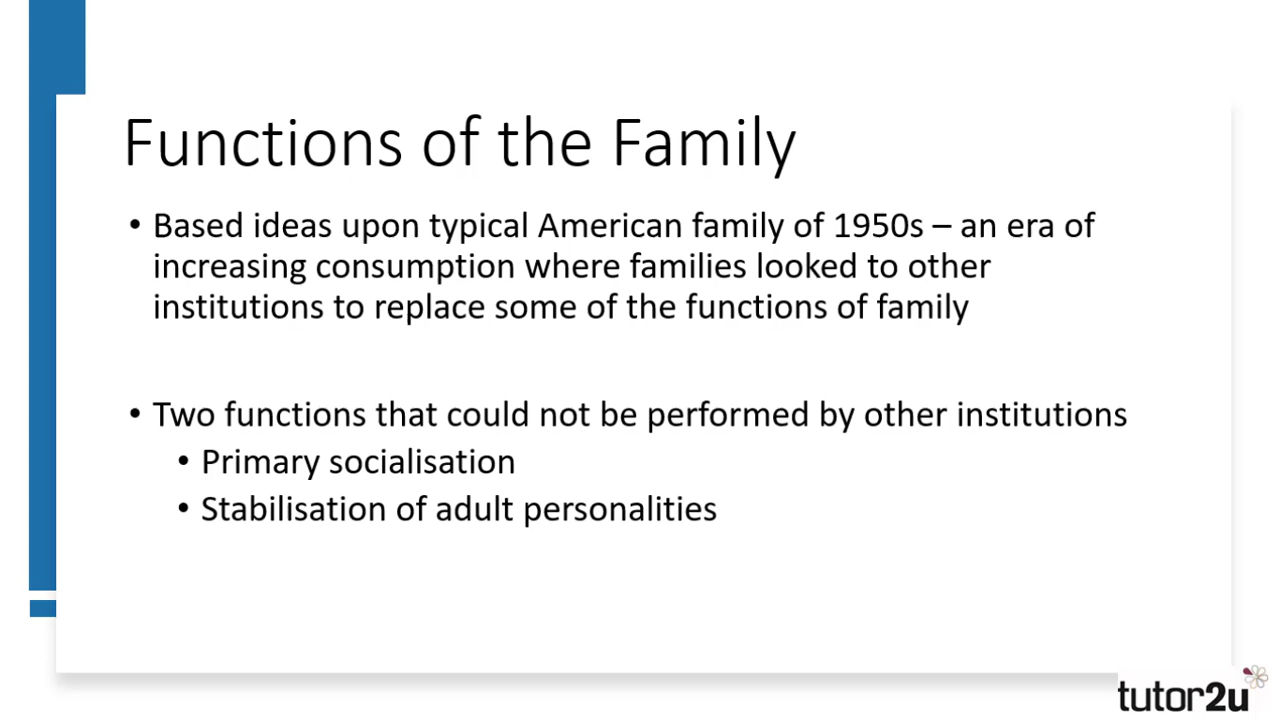 Functions of the Family
• Based ideas upon typical American family of 1950s – an era of
increasing consumption where families looked to other
institutions to replace some of the functions of family
• Two functions that could not be performed by other institutions
• Primary socialisation
• Stabilisation of adult personalities
tutor2u